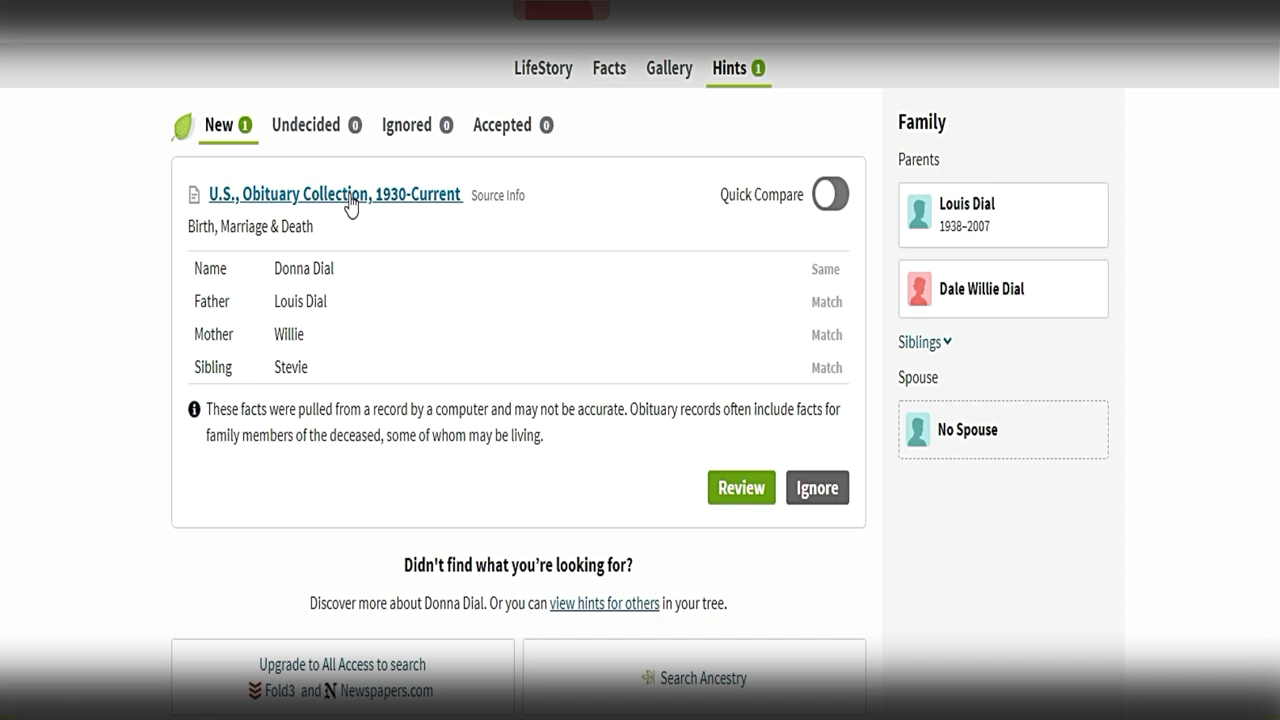 LifeStory Facts Gallery Hints 1
New 1 Undecided 0 Ignored 0 Accepted 0
U.S., Obituary Collection, 1930-Current Source Info Quick Compare
Birth, Marriage & Death
Name Donna Dial Same
Father Louis Dial Match
Mother Willie Match
Sibling Stevie Match
These facts were pulled from a record by a computer and may not be accurate. Obituary records often include facts for
family members of the deceased, some of whom may be living.
Review Ignore
Didn't find what you’re looking for?
Discover more about Donna Dial. Or you can view hints for others in your tree.
Upgrade to All Access to search
Fold3 and Newspapers.com
Search Ancestry
Family
Parents
Louis Dial
1938–2007
Dale Willie Dial
Siblings
Spouse
No Spouse